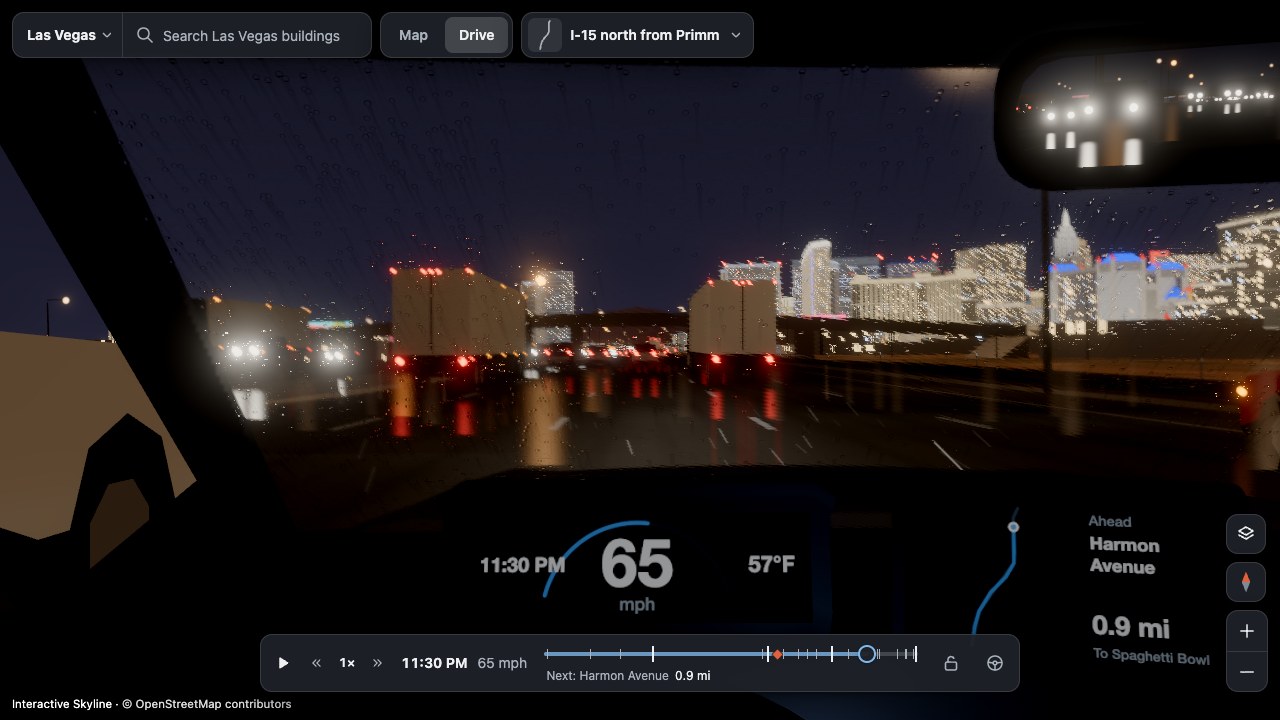 Las Vegas
Search Las Vegas buildings
Map
Drive
I-15 north from Primm
11:30 PM
65
mph
57°F
Ahead
Harmon
Avenue
0.9 mi
To Spaghetti Bowl
1×
11:30 PM
65 mph
Next: Harmon Avenue 0.9 mi
Interactive Skyline · © OpenStreetMap contributors